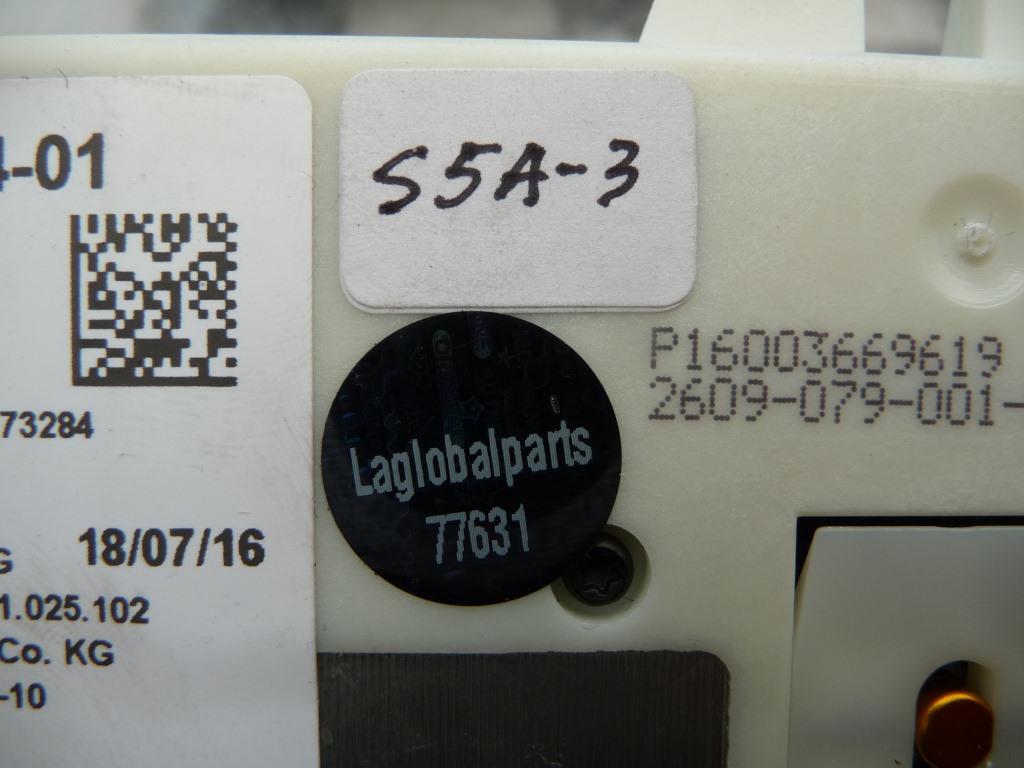 4-01
73284
G 18/07/16
1.025.102
Co. KG
-10
S5A-3
Laglobalparts
77631
P16003669619
2609-079-001-